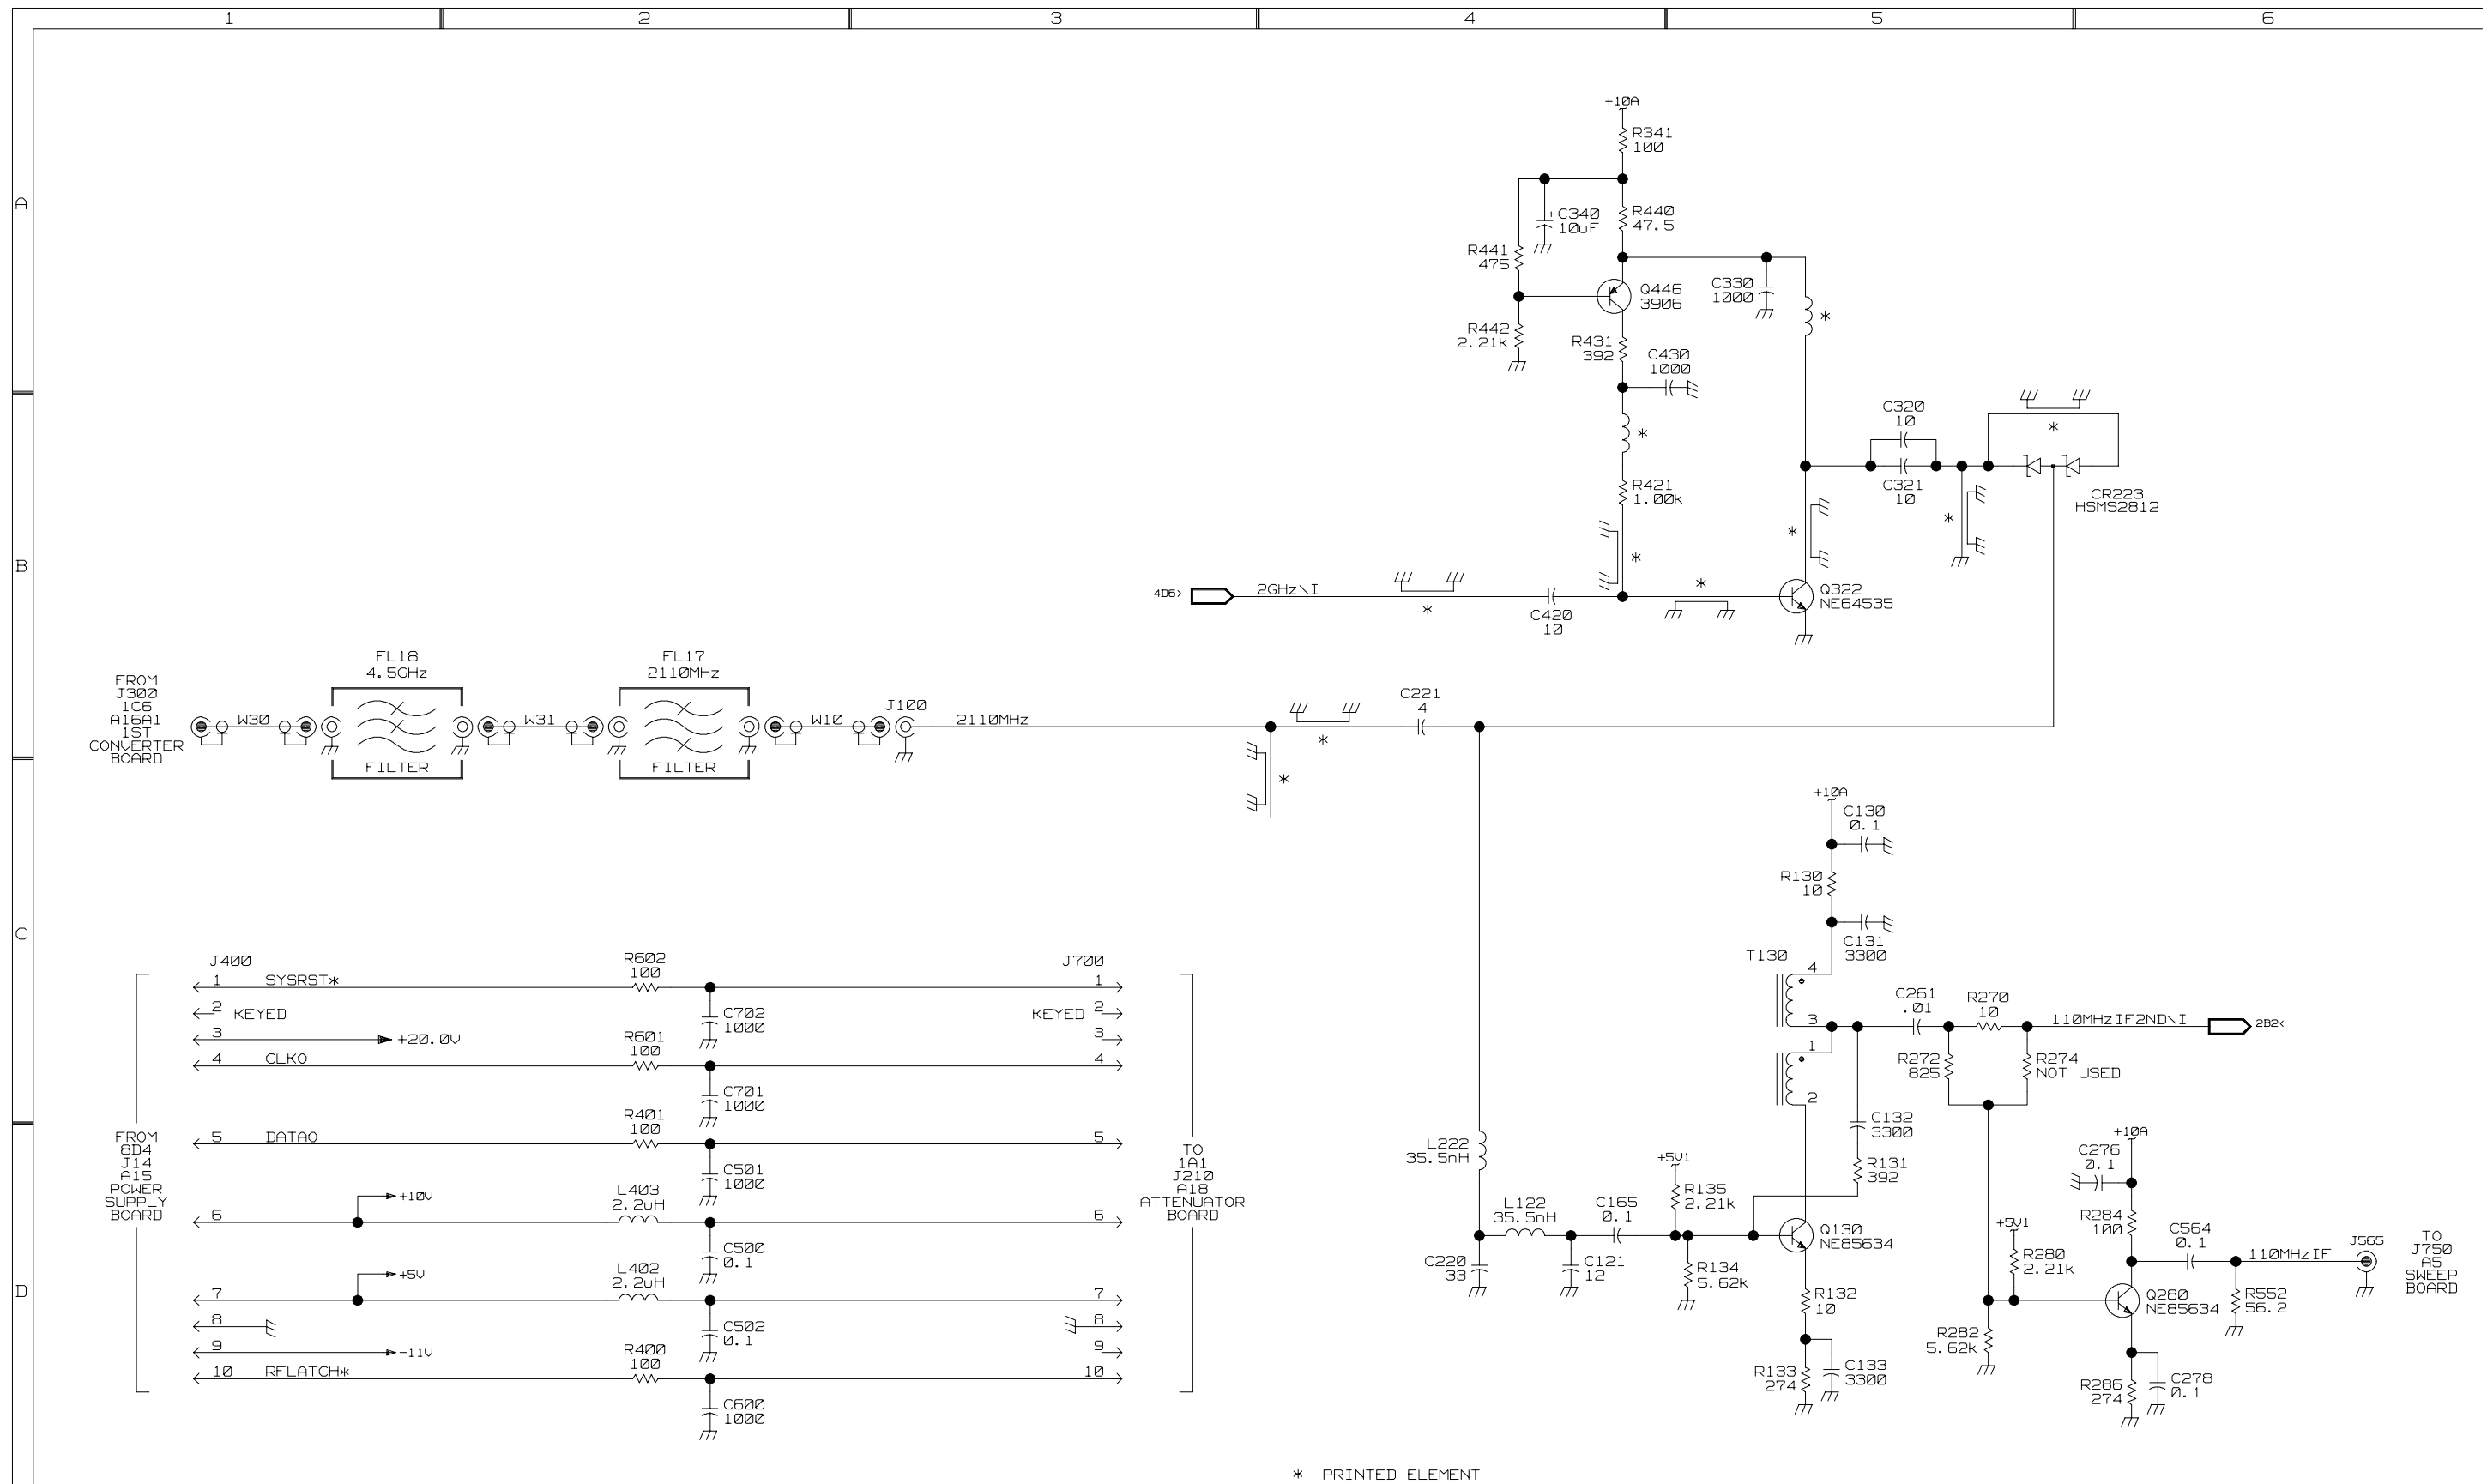 1 2 3 4 5 6
A
B
C
D
+10A
R341
100
C340
10uF
R440
47.5
R441
475
Q446
3906
C330
1000
*
R442
2.21k
R431
392
C430
1000
*
R421
1.00k
*
C320
10
C321
10
*
*
CR223
HSMS2812
*
4D6>
2GHz\I
*
C420
10
*
Q322
NE64535
FROM
J300
1C6
A16A1
1ST
CONVERTER
BOARD
W30
FL18
4.5GHz
FILTER
W31
FL17
2110MHz
FILTER
W10
J100
2110MHz
*
*
C221
4
+10A
C130
0.1
R130
10
C131
3300
T130
4
3
1
2
C261
.01
R270
10
110MHzIF2ND\I
2B2<
R272
825
R274
NOT USED
C132
3300
R131
392
L222
35.5nH
L122
35.5nH
C165
0.1
+5V1
R135
2.21k
Q130
NE85634
C220
33
C121
12
R134
5.62k
R132
10
R133
274
C133
3300
+10A
C276
0.1
R284
100
C564
0.1
+5V1
R280
2.21k
110MHzIF
J565
TO
J750
A5
SWEEP
BOARD
Q280
NE85634
R552
56.2
R282
5.62k
R286
274
C278
0.1
FROM
8D4
J14
A15
POWER
SUPPLY
BOARD
J400
1 SYSRST*
2 KEYED
3 +20.0V
4 CLKO
5 DATAO
6 +10V
7 +5V
8
9 -11V
10 RFLATCH*
R602
100
C702
1000
R601
100
C701
1000
R401
100
C501
1000
L403
2.2uH
C500
0.1
L402
2.2uH
C502
0.1
R400
100
C600
1000
J700
1
KEYED 2
3
4
5
6
7
8
9
10
TO
1A1
J210
A18
ATTENUATOR
BOARD
* PRINTED ELEMENT